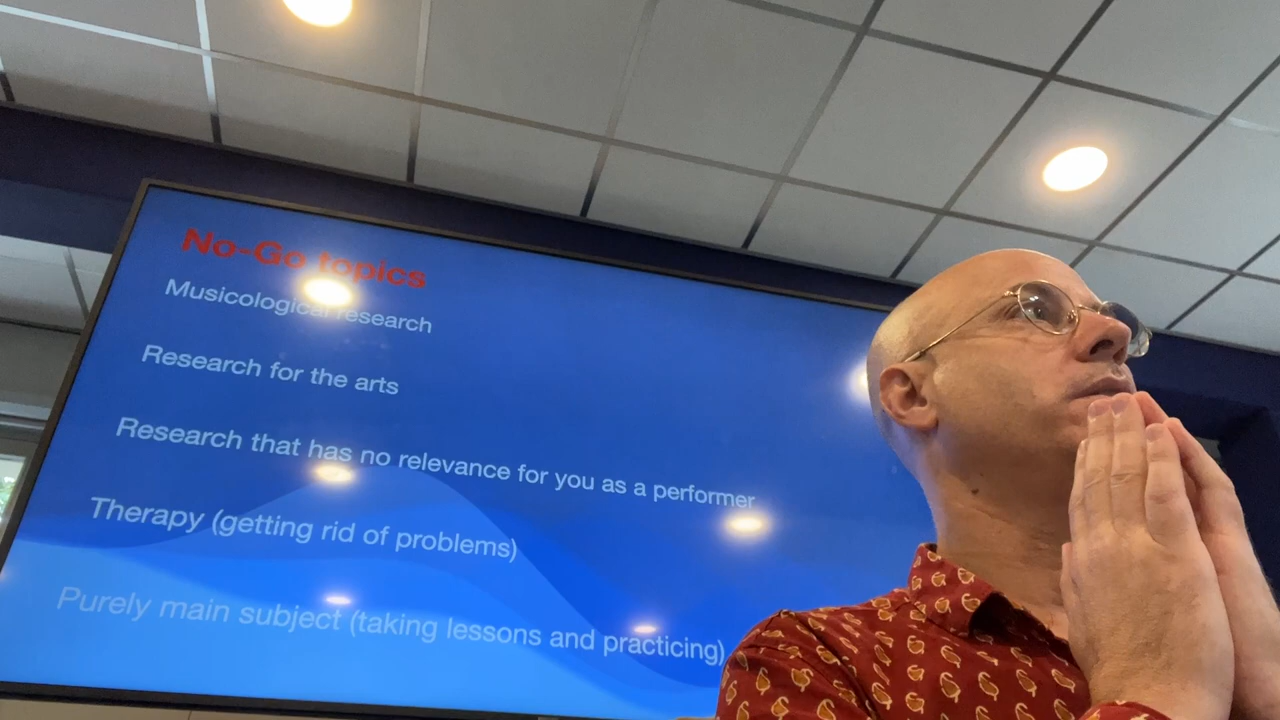 No-Go topics
Musicological research
Research for the arts
Research that has no relevance for you as a performer
Therapy (getting rid of problems)
Purely main subject (taking lessons and practicing)